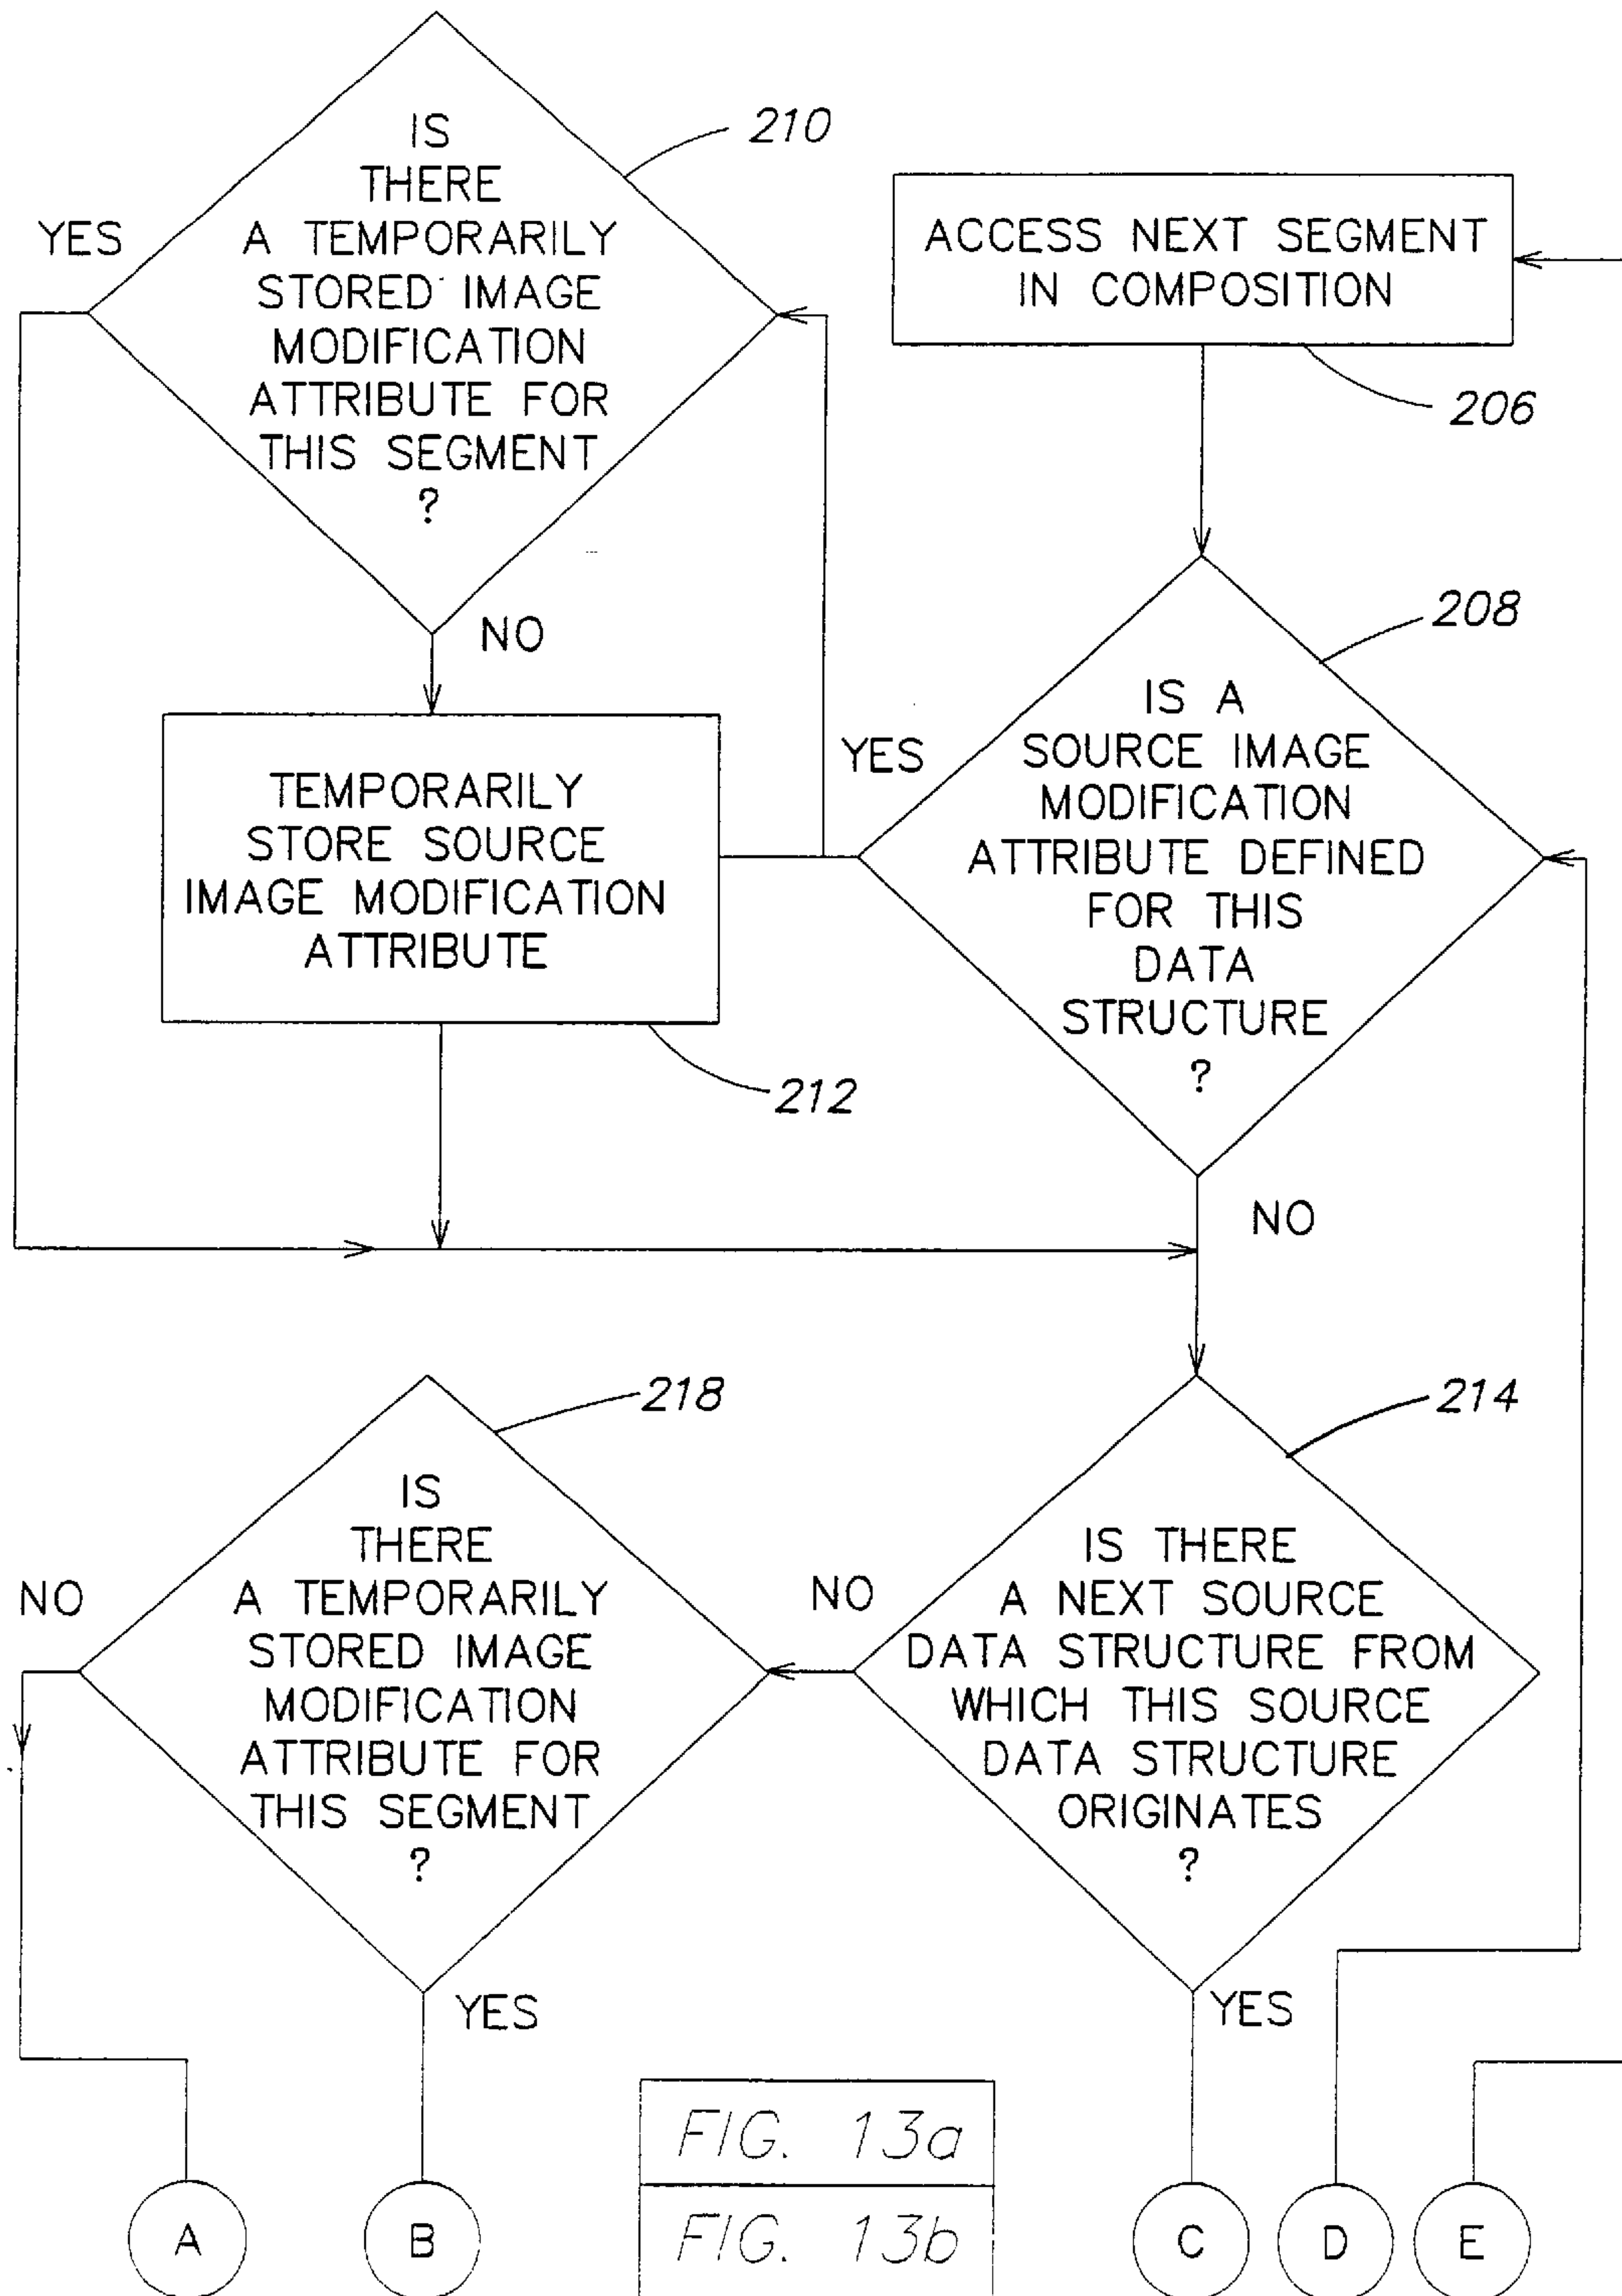 IS
THERE
A TEMPORARILY
STORED IMAGE
MODIFICATION
ATTRIBUTE FOR
THIS SEGMENT
?
210
YES
NO
ACCESS NEXT SEGMENT
IN COMPOSITION
206
208
IS A
SOURCE IMAGE
MODIFICATION
ATTRIBUTE DEFINED
FOR THIS
DATA
STRUCTURE
?
YES
NO
TEMPORARILY
STORE SOURCE
IMAGE MODIFICATION
ATTRIBUTE
212
218
IS
THERE
A TEMPORARILY
STORED IMAGE
MODIFICATION
ATTRIBUTE FOR
THIS SEGMENT
?
NO
YES
214
IS THERE
A NEXT SOURCE
DATA STRUCTURE FROM
WHICH THIS SOURCE
DATA STRUCTURE
ORIGINATES
?
NO
YES
A
B
FIG. 13a
FIG. 13b
C
D
E